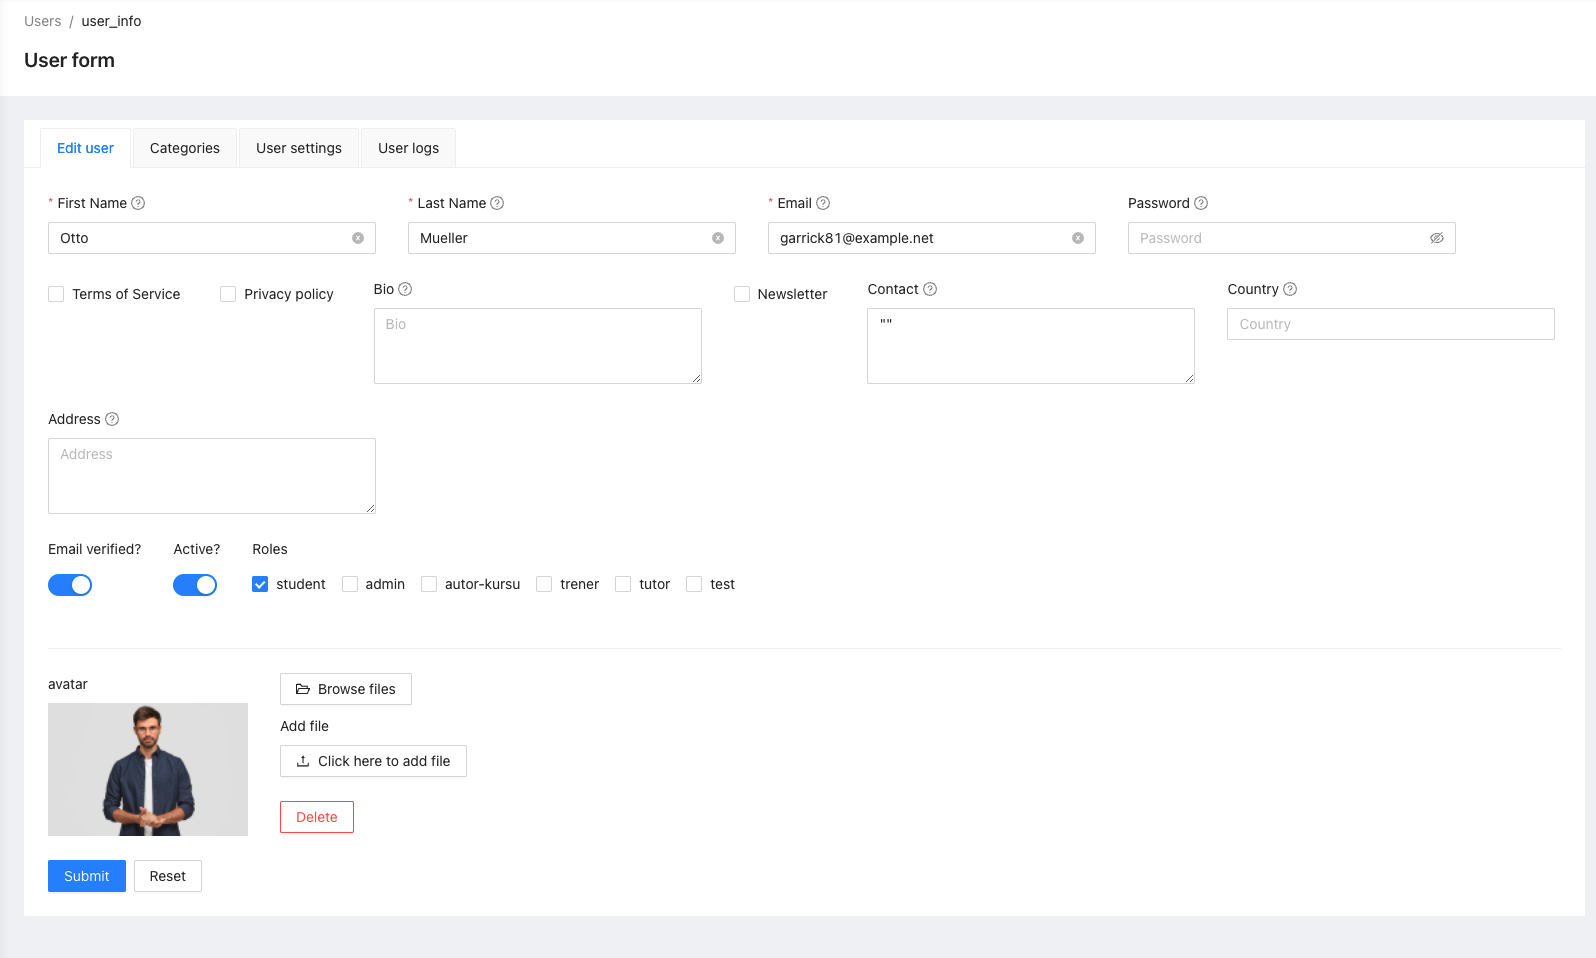 Users / user_info
User form
Edit user Categories User settings User logs
* First Name * Last Name * Email Password
Otto Mueller garrick81@example.net Password
Terms of Service Privacy policy Bio Newsletter Contact Country
Bio "" Country
Address
Address
Email verified? Active? Roles
student admin autor-kursu trener tutor test
avatar Browse files
Add file
Click here to add file
Delete
Submit Reset